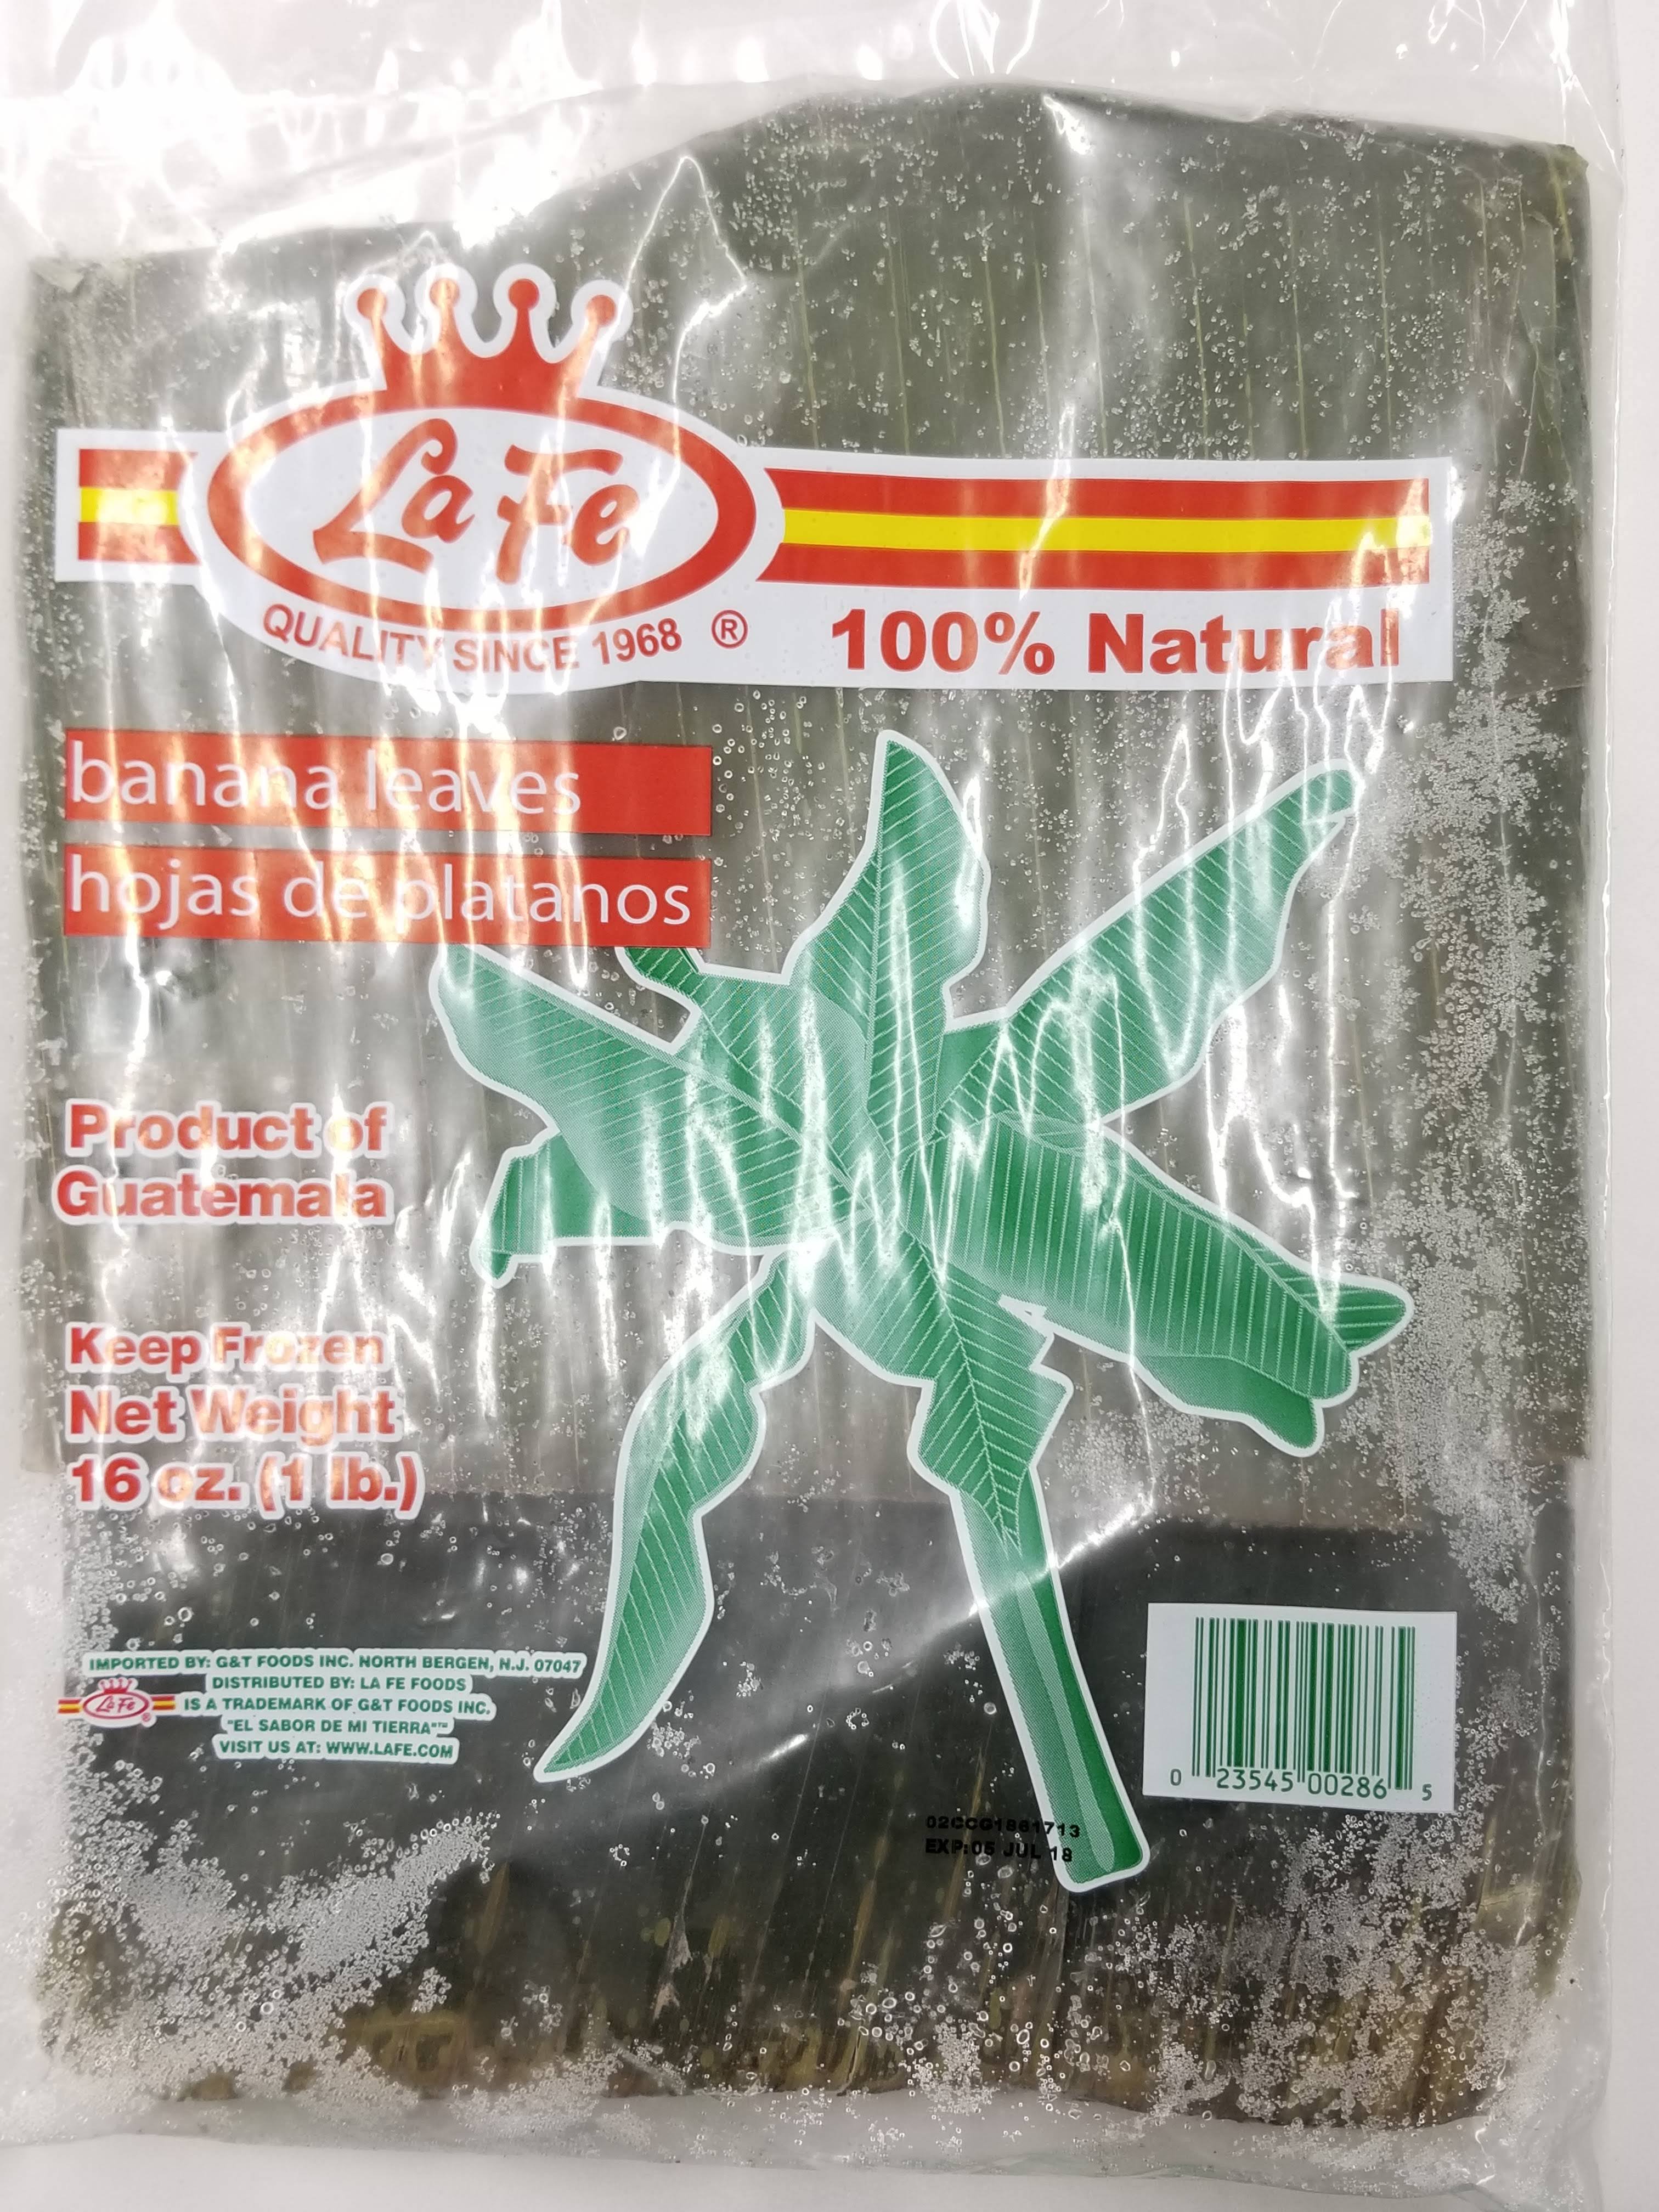 La Fe
QUALITY SINCE 1968 ®
100% Natural
banana leaves
hojas de platanos
Product of
Guatemala
Keep Frozen
Net Weight
16 oz. (1 lb.)
IMPORTED BY: G&T FOODS INC. NORTH BERGEN, N.J. 07047
DISTRIBUTED BY: LA FE FOODS
La Fe ® IS A TRADEMARK OF G&T FOODS INC.
"EL SABOR DE MI TIERRA"™
VISIT US AT: WWW.LAFE.COM
0 23545 00286 5
02CCG1861713
EXP:05 JUL 18